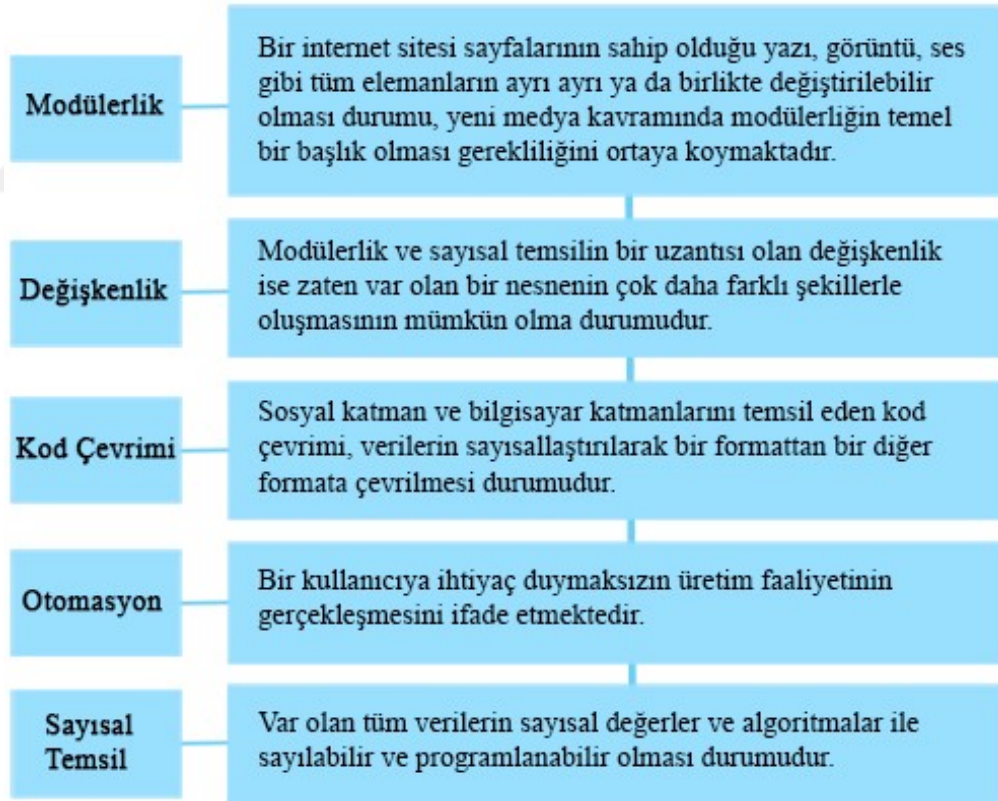 Modülerlik
Bir internet sitesi sayfalarının sahip olduğu yazı, görüntü, ses
gibi tüm elemanların ayrı ayrı ya da birlikte değiştirilebilir
olması durumu, yeni medya kavramında modülerliğin temel
bir başlık olması gerekliliğini ortaya koymaktadır.
Değişkenlik
Modülerlik ve sayısal temsilin bir uzantısı olan değişkenlik
ise zaten var olan bir nesnenin çok daha farklı şekillerle
oluşmasının mümkün olma durumudur.
Kod Çevrimi
Sosyal katman ve bilgisayar katmanlarını temsil eden kod
çevrimi, verilerin sayısallaştırılarak bir formattan bir diğer
formata çevrilmesi durumudur.
Otomasyon
Bir kullanıcıya ihtiyaç duymaksızın üretim faaliyetinin
gerçekleşmesini ifade etmektedir.
Sayısal
Temsil
Var olan tüm verilerin sayısal değerler ve algoritmalar ile
sayılabilir ve programlanabilir olması durumudur.